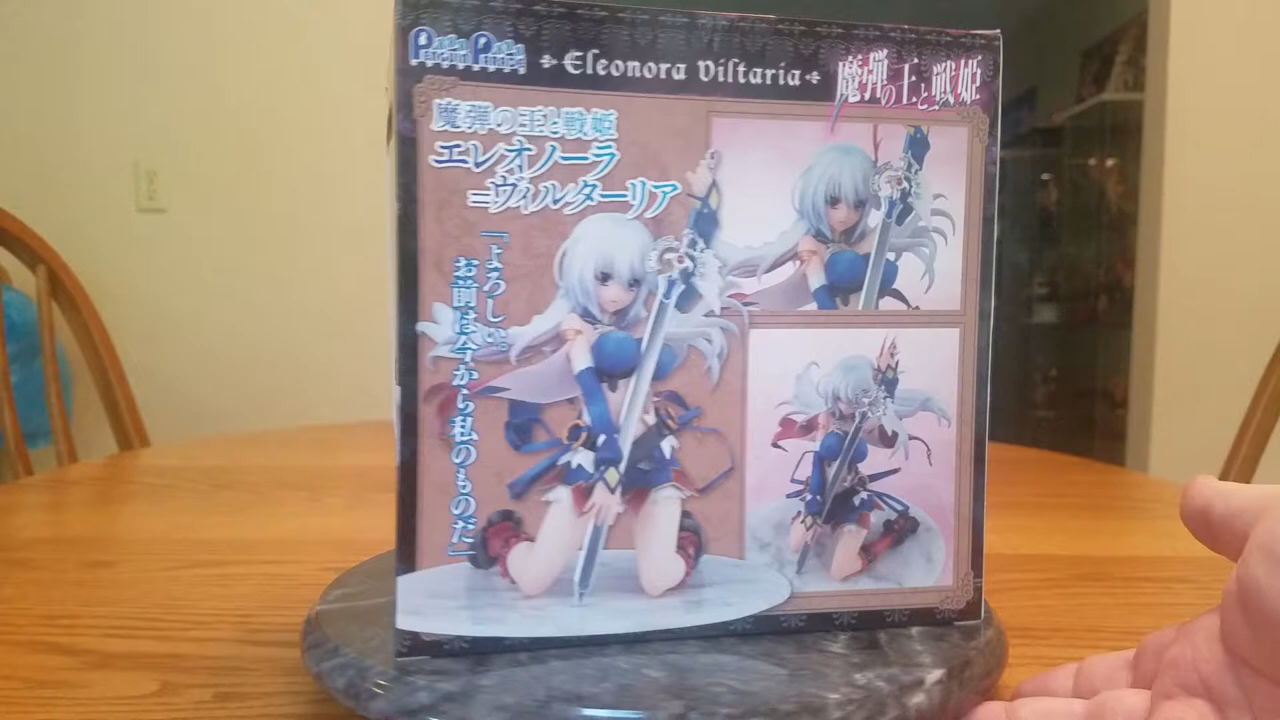 PULCHRA
Eleonora Viltaria
魔弾の王と戦姫
魔弾の王と戦姫
エレオノーラ
=ヴィルターリア
「よろしい。
お前は今から私のものだ」